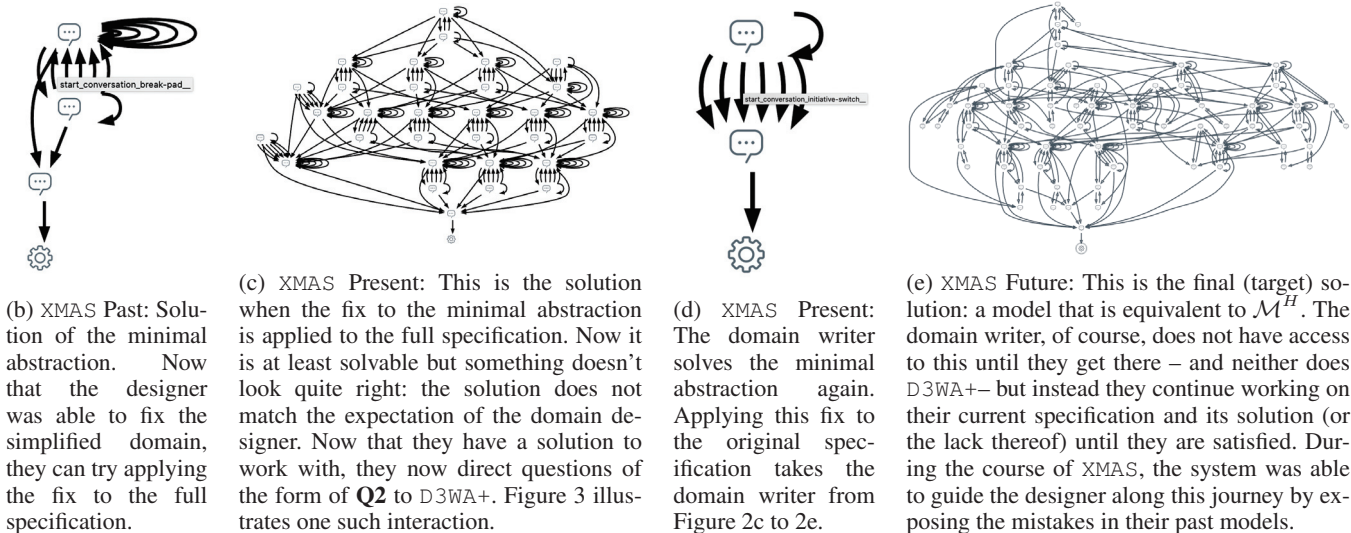 start_conversation_break-pad__
start_conversation_initiative-switch__
(b) XMAS Past: Solu-
tion of the minimal
abstraction. Now
that the designer
was able to fix the
simplified domain,
they can try applying
the fix to the full
specification.
(c) XMAS Present: This is the solution
when the fix to the minimal abstraction
is applied to the full specification. Now it
is at least solvable but something doesn't
look quite right: the solution does not
match the expectation of the domain de-
signer. Now that they have a solution to
work with, they now direct questions of
the form of Q2 to D3WA+. Figure 3 illus-
trates one such interaction.
(d) XMAS Present:
The domain writer
solves the minimal
abstraction again.
Applying this fix to
the original spec-
ification takes the
domain writer from
Figure 2c to 2e.
(e) XMAS Future: This is the final (target) so-
lution: a model that is equivalent to 𝓜ᴴ. The
domain writer, of course, does not have access
to this until they get there – and neither does
D3WA+– but instead they continue working on
their current specification and its solution (or
the lack thereof) until they are satisfied. Dur-
ing the course of XMAS, the system was able
to guide the designer along this journey by ex-
posing the mistakes in their past models.